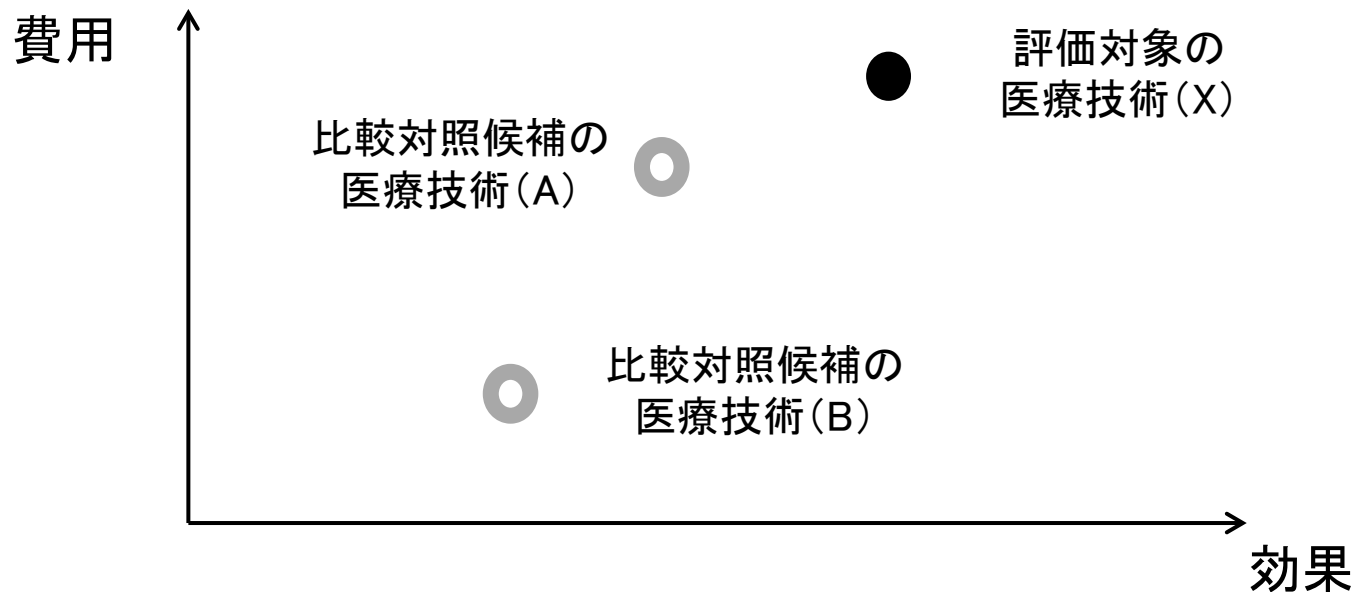 費用
評価対象の
医療技術（X）
比較対照候補の
医療技術（A）
比較対照候補の
医療技術（B）
効果